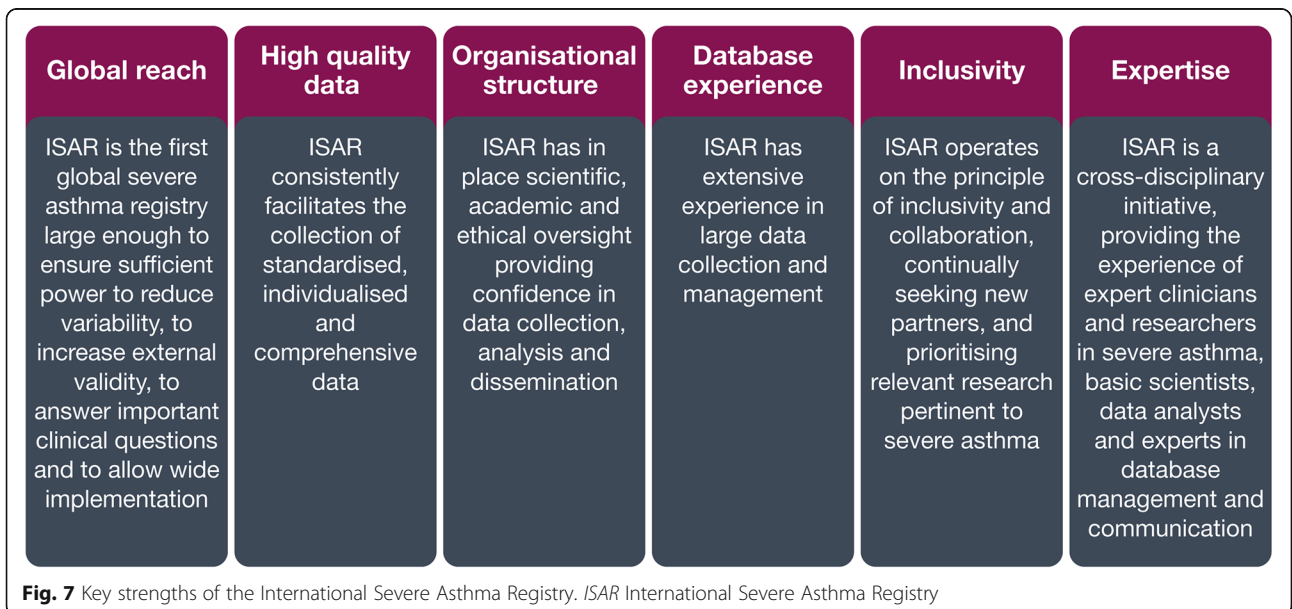 Global reach
ISAR is the first
global severe
asthma registry
large enough to
ensure sufficient
power to reduce
variability, to
increase external
validity, to
answer important
clinical questions
and to allow wide
implementation
High quality
data
ISAR
consistently
facilitates the
collection of
standardised,
individualised
and
comprehensive
data
Organisational
structure
ISAR has in
place scientific,
academic and
ethical oversight
providing
confidence in
data collection,
analysis and
dissemination
Database
experience
ISAR has
extensive
experience in
large data
collection and
management
Inclusivity
ISAR operates
on the principle
of inclusivity and
collaboration,
continually
seeking new
partners, and
prioritising
relevant research
pertinent to
severe asthma
Expertise
ISAR is a
cross-disciplinary
initiative,
providing the
experience of
expert clinicians
and researchers
in severe asthma,
basic scientists,
data analysts
and experts in
database
management and
communication
Fig. 7 Key strengths of the International Severe Asthma Registry. ISAR International Severe Asthma Registry